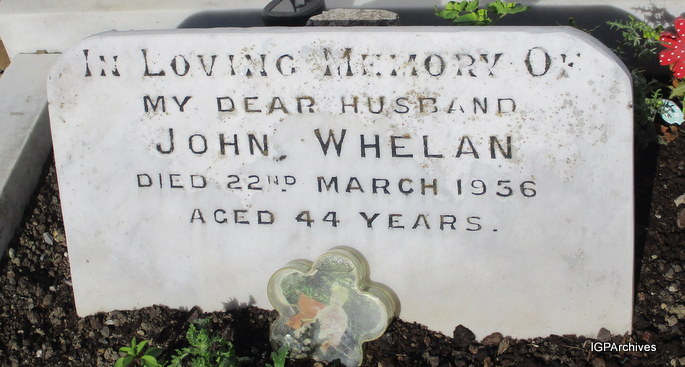 In Loving Memory Of
MY DEAR HUSBAND
JOHN WHELAN
DIED 22ND MARCH 1956
AGED 44 YEARS.
IGPArchives